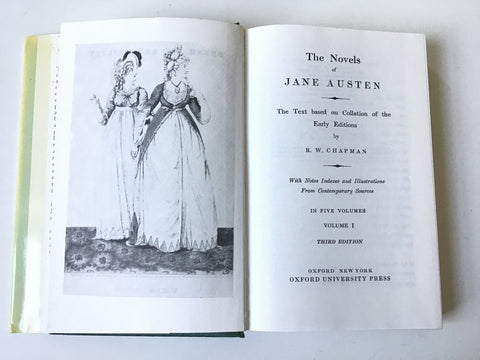 The Novels
of
JANE AUSTEN
The Text based on Collation of the
Early Editions
by
R. W. CHAPMAN
With Notes Indexes and Illustrations
From Contemporary Sources
IN FIVE VOLUMES
VOLUME I
THIRD EDITION
OXFORD NEW YORK
OXFORD UNIVERSITY PRESS